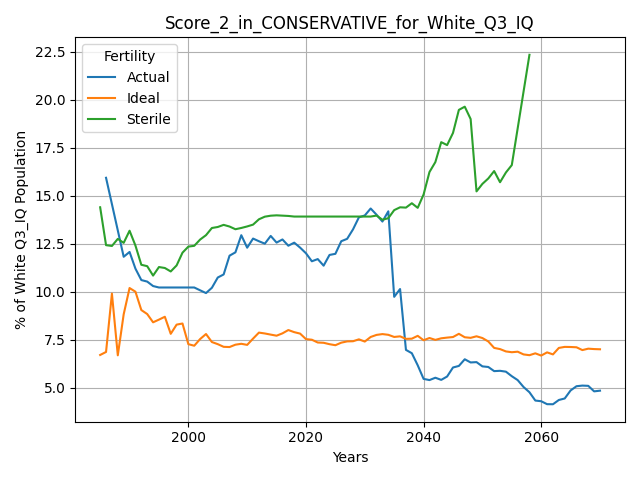 Score_2_in_CONSERVATIVE_for_White_Q3_IQ
% of White Q3_IQ Population
22.5
20.0
17.5
15.0
12.5
10.0
7.5
5.0
Fertility
Actual
Ideal
Sterile
2000
2020
2040
2060
Years